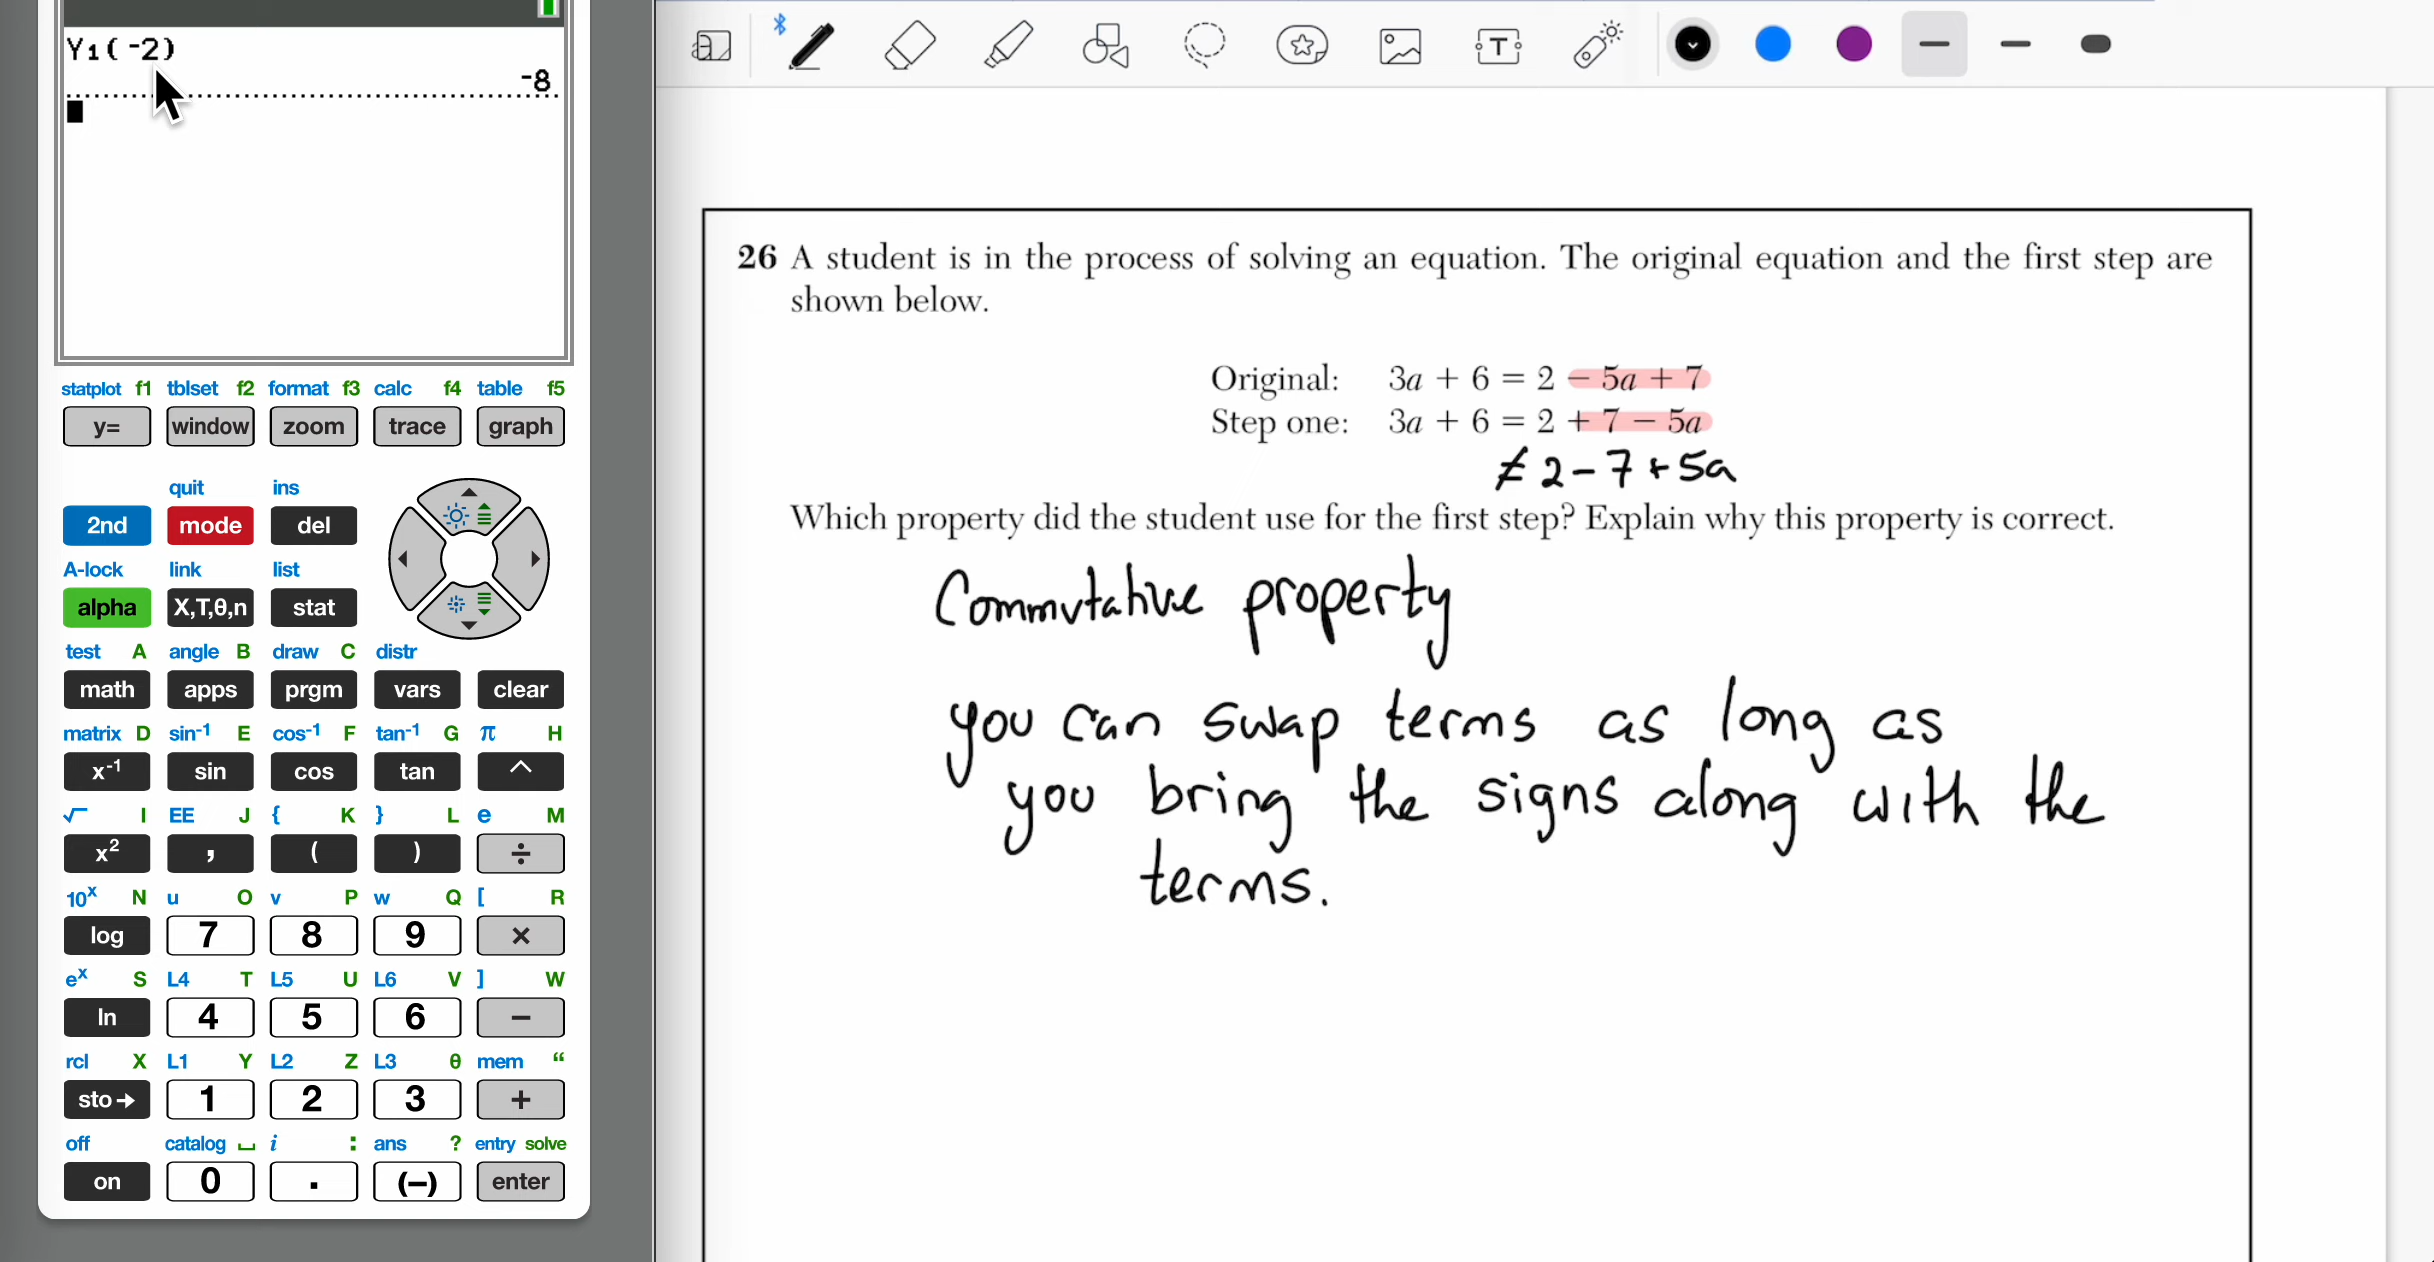 Y₁(-2)
-8
statplot f1 tblset f2 format f3 calc f4 table f5
y= window zoom trace graph
quit ins
2nd mode del
A-lock link list
alpha X,T,θ,n stat
test A angle B draw C distr
math apps prgm vars clear
matrix D sin⁻¹ E cos⁻¹ F tan⁻¹ G π H
x⁻¹ sin cos tan ^
√ I EE J { K } L e M
x² , ( ) ÷
10ˣ N u O v P w Q [ R
log 7 8 9 ×
eˣ S L4 T L5 U L6 V ] W
ln 4 5 6 −
rcl X L1 Y L2 Z L3 θ mem “
sto→ 1 2 3 +
off catalog ⎵ i : ans ? entry solve
on 0 . (−) enter
a
T
26 A student is in the process of solving an equation. The original equation and the first step are
shown below.
Original: 3a + 6 = 2 − 5a + 7
Step one: 3a + 6 = 2 + 7 − 5a
≠ 2 - 7 + 5a
Which property did the student use for the first step? Explain why this property is correct.
Commutative property
you can swap terms as long as
you bring the signs along with the
terms.